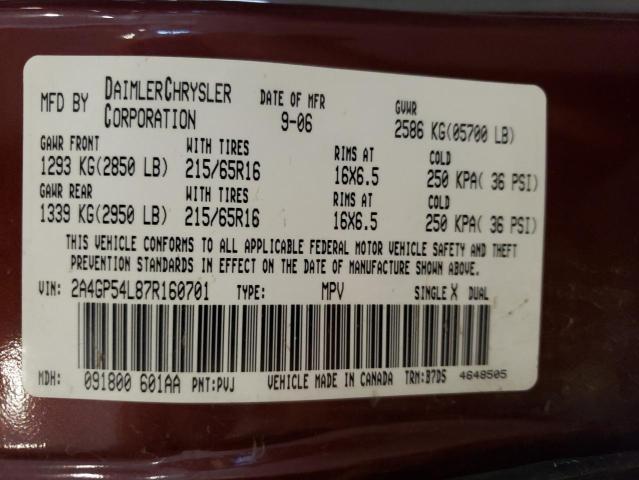 MFD BY DAIMLERCHRYSLER CORPORATION DATE OF MFR 9-06 GVWR 2586 KG(05700 LB)
GAWR FRONT WITH TIRES RIMS AT COLD
1293 KG(2850 LB) 215/65R16 16X6.5 250 KPA( 36 PSI)
GAWR REAR WITH TIRES RIMS AT COLD
1339 KG(2950 LB) 215/65R16 16X6.5 250 KPA( 36 PSI)
THIS VEHICLE CONFORMS TO ALL APPLICABLE FEDERAL MOTOR VEHICLE SAFETY AND THEFT
PREVENTION STANDARDS IN EFFECT ON THE DATE OF MANUFACTURE SHOWN ABOVE.
VIN: 2A4GP54L87R160701 TYPE: MPV SINGLE X DUAL
MDH: 091800 601AA PNT:PVJ VEHICLE MADE IN CANADA TRN:B7D5 4648505